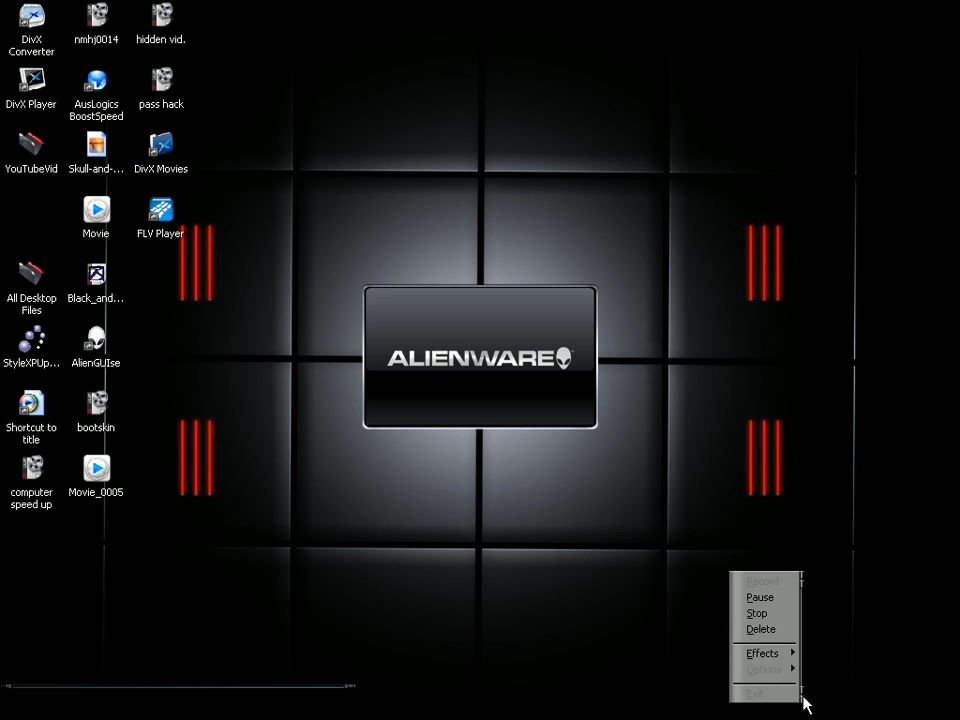 DivX
Converter
nmhj0014
hidden vid.
DivX Player
AusLogics
BoostSpeed
pass hack
YouTubeVid
Skull-and-...
DivX Movies
Movie
FLV Player
All Desktop
Files
Black_and...
StyleXPUp...
AlienGUIse
Shortcut to
title
bootskin
computer
speed up
Movie_0005
ALIENWARE
Record
Pause
Stop
Delete
Effects
Options
Exit